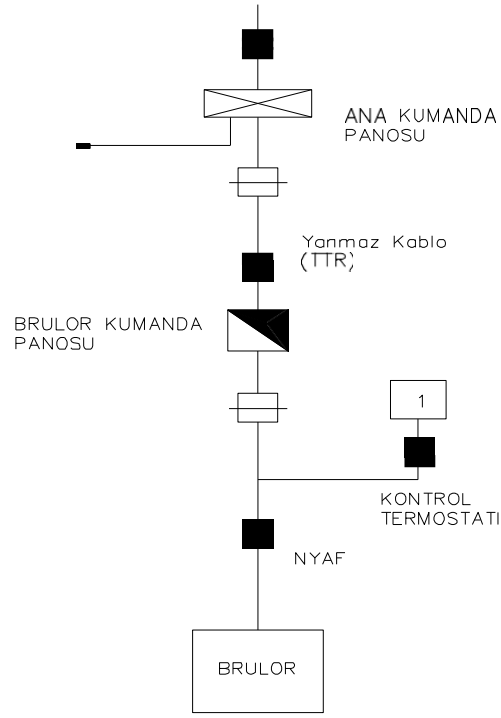 ANA KUMANDA
PANOSU
Yanmaz Kablo
(TTR)
BRULOR KUMANDA
PANOSU
1
KONTROL
TERMOSTATI
NYAF
BRULOR